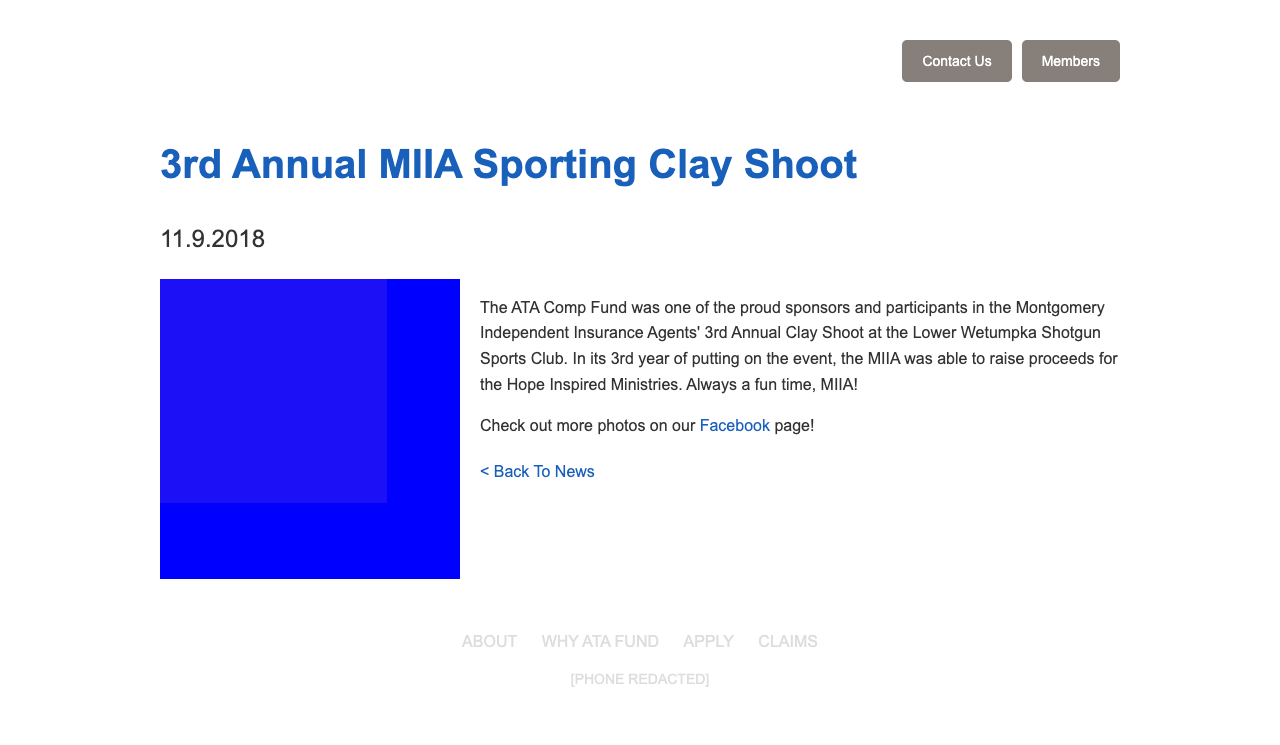 Contact Us Members
3rd Annual MIIA Sporting Clay Shoot
11.9.2018
The ATA Comp Fund was one of the proud sponsors and participants in the Montgomery
Independent Insurance Agents' 3rd Annual Clay Shoot at the Lower Wetumpka Shotgun
Sports Club. In its 3rd year of putting on the event, the MIIA was able to raise proceeds for
the Hope Inspired Ministries. Always a fun time, MIIA!
Check out more photos on our Facebook page!
< Back To News
ABOUT WHY ATA FUND APPLY CLAIMS
[PHONE REDACTED]